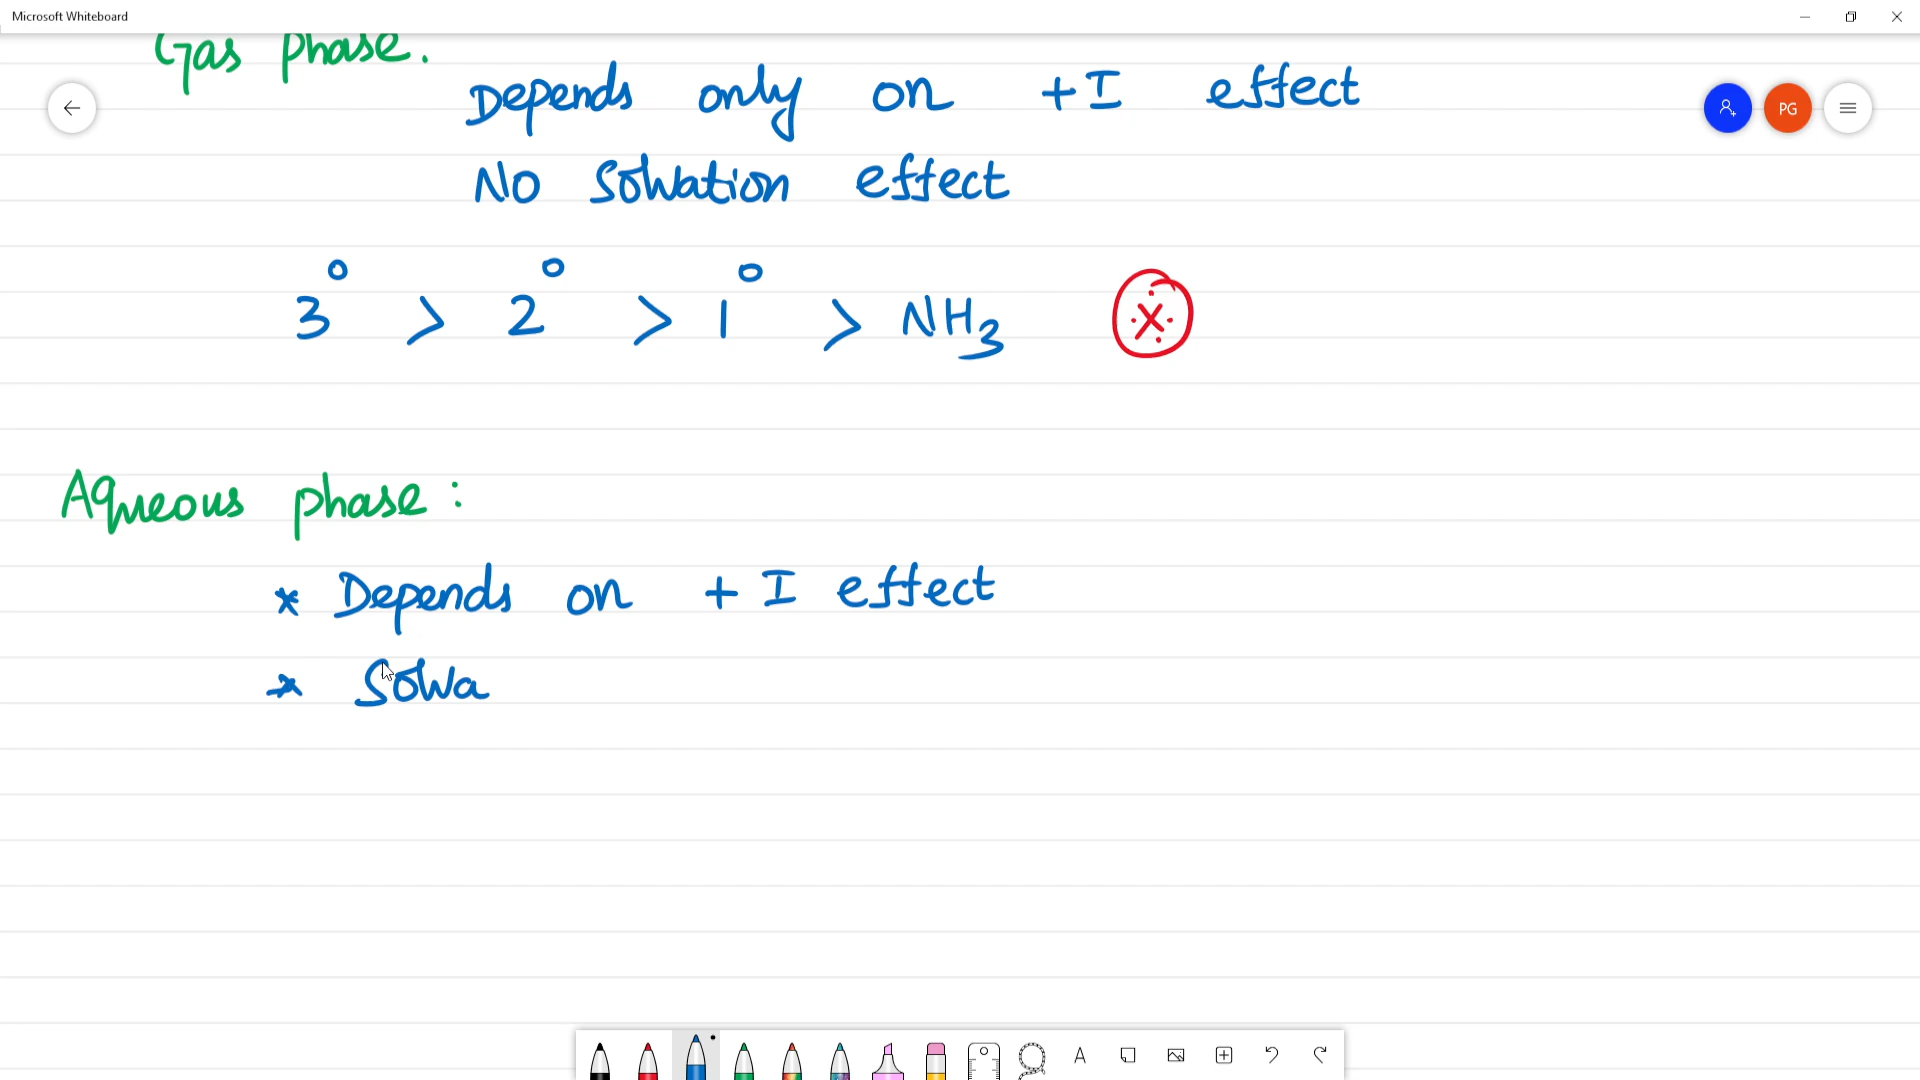 Microsoft Whiteboard
Gas phase.
Depends only on +I effect
PG
No solvation effect
3° > 2° > 1° > NH₃ X
Aqueous phase:
* Depends on + I effect
* Solva
A